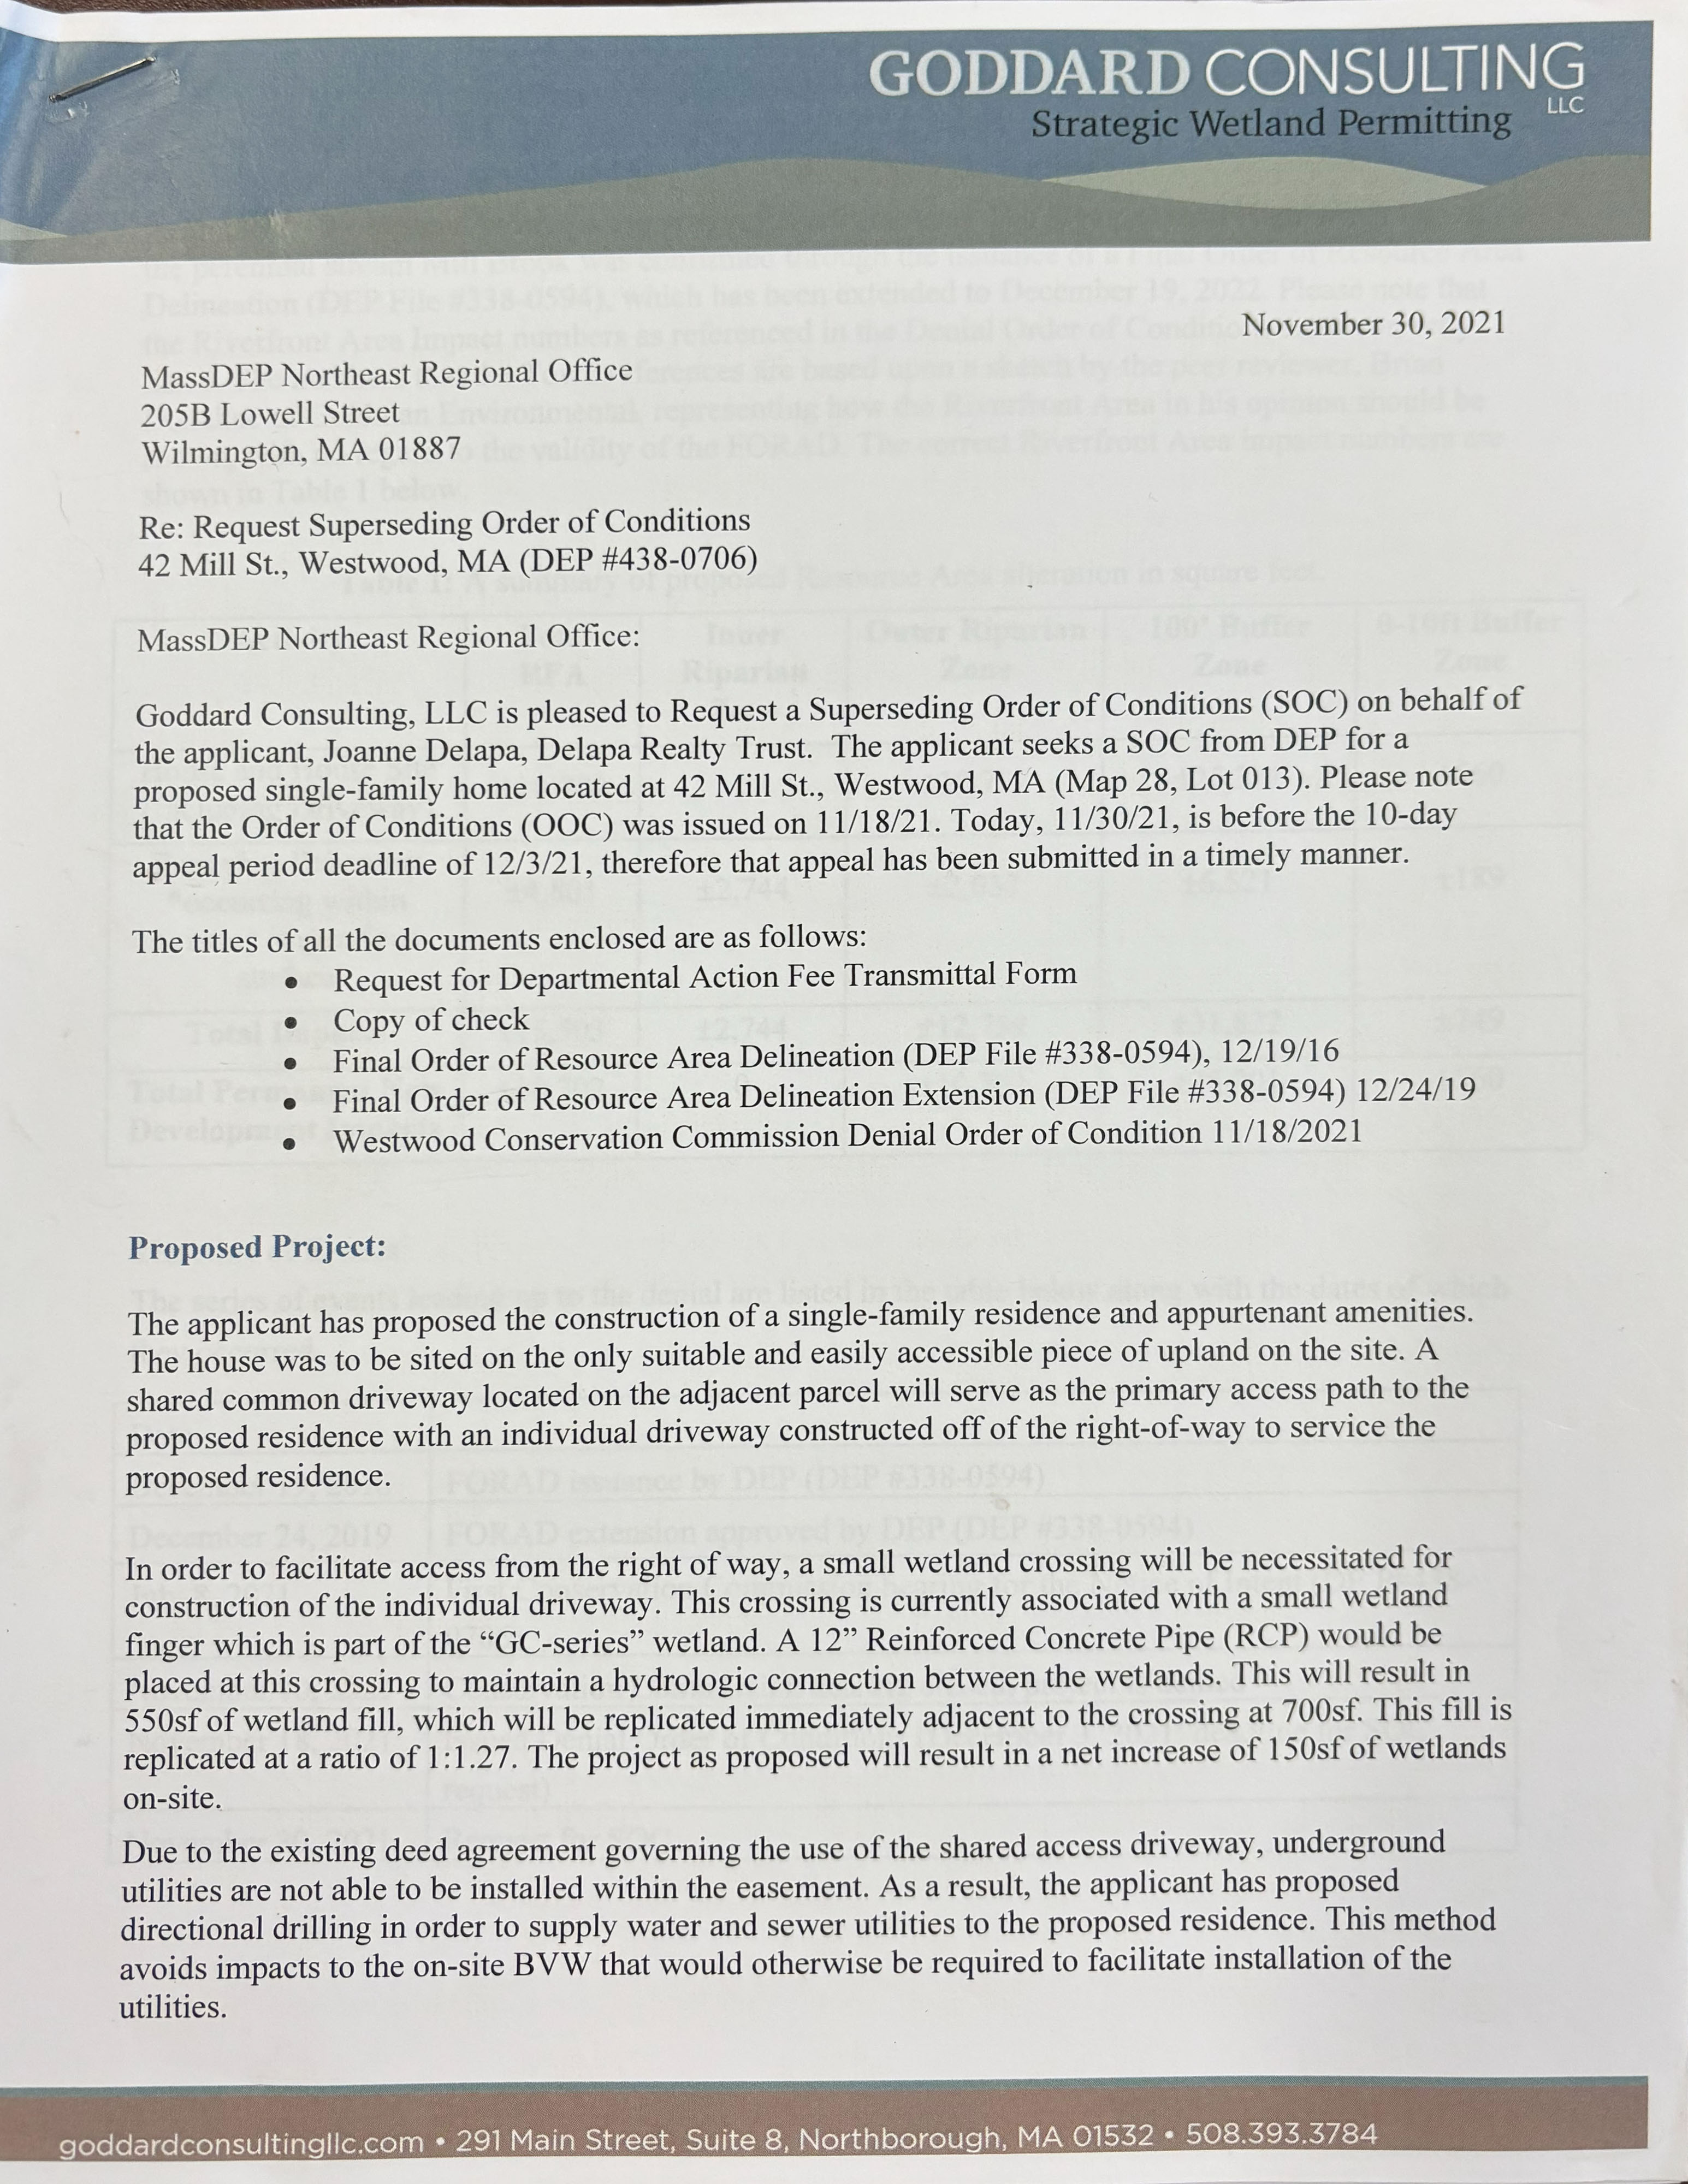 GODDARD CONSULTING
LLC
Strategic Wetland Permitting
November 30, 2021
MassDEP Northeast Regional Office
205B Lowell Street
Wilmington, MA 01887
Re: Request Superseding Order of Conditions
42 Mill St., Westwood, MA (DEP #438-0706)
MassDEP Northeast Regional Office:
Goddard Consulting, LLC is pleased to Request a Superseding Order of Conditions (SOC) on behalf of
the applicant, Joanne Delapa, Delapa Realty Trust. The applicant seeks a SOC from DEP for a
proposed single-family home located at 42 Mill St., Westwood, MA (Map 28, Lot 013). Please note
that the Order of Conditions (OOC) was issued on 11/18/21. Today, 11/30/21, is before the 10-day
appeal period deadline of 12/3/21, therefore that appeal has been submitted in a timely manner.
The titles of all the documents enclosed are as follows:
• Request for Departmental Action Fee Transmittal Form
• Copy of check
• Final Order of Resource Area Delineation (DEP File #338-0594), 12/19/16
• Final Order of Resource Area Delineation Extension (DEP File #338-0594) 12/24/19
• Westwood Conservation Commission Denial Order of Condition 11/18/2021
Proposed Project:
The applicant has proposed the construction of a single-family residence and appurtenant amenities.
The house was to be sited on the only suitable and easily accessible piece of upland on the site. A
shared common driveway located on the adjacent parcel will serve as the primary access path to the
proposed residence with an individual driveway constructed off of the right-of-way to service the
proposed residence.
In order to facilitate access from the right of way, a small wetland crossing will be necessitated for
construction of the individual driveway. This crossing is currently associated with a small wetland
finger which is part of the “GC-series” wetland. A 12” Reinforced Concrete Pipe (RCP) would be
placed at this crossing to maintain a hydrologic connection between the wetlands. This will result in
550sf of wetland fill, which will be replicated immediately adjacent to the crossing at 700sf. This fill is
replicated at a ratio of 1:1.27. The project as proposed will result in a net increase of 150sf of wetlands
on-site.
Due to the existing deed agreement governing the use of the shared access driveway, underground
utilities are not able to be installed within the easement. As a result, the applicant has proposed
directional drilling in order to supply water and sewer utilities to the proposed residence. This method
avoids impacts to the on-site BVW that would otherwise be required to facilitate installation of the
utilities.
goddardconsultingllc.com • 291 Main Street, Suite 8, Northborough, MA 01532 • 508.393.3784